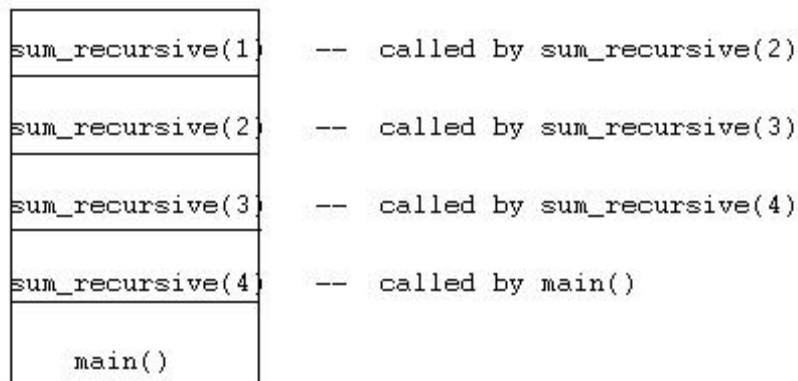 sum_recursive(1) -- called by sum_recursive(2)
sum_recursive(2) -- called by sum_recursive(3)
sum_recursive(3) -- called by sum_recursive(4)
sum_recursive(4) -- called by main()
main()